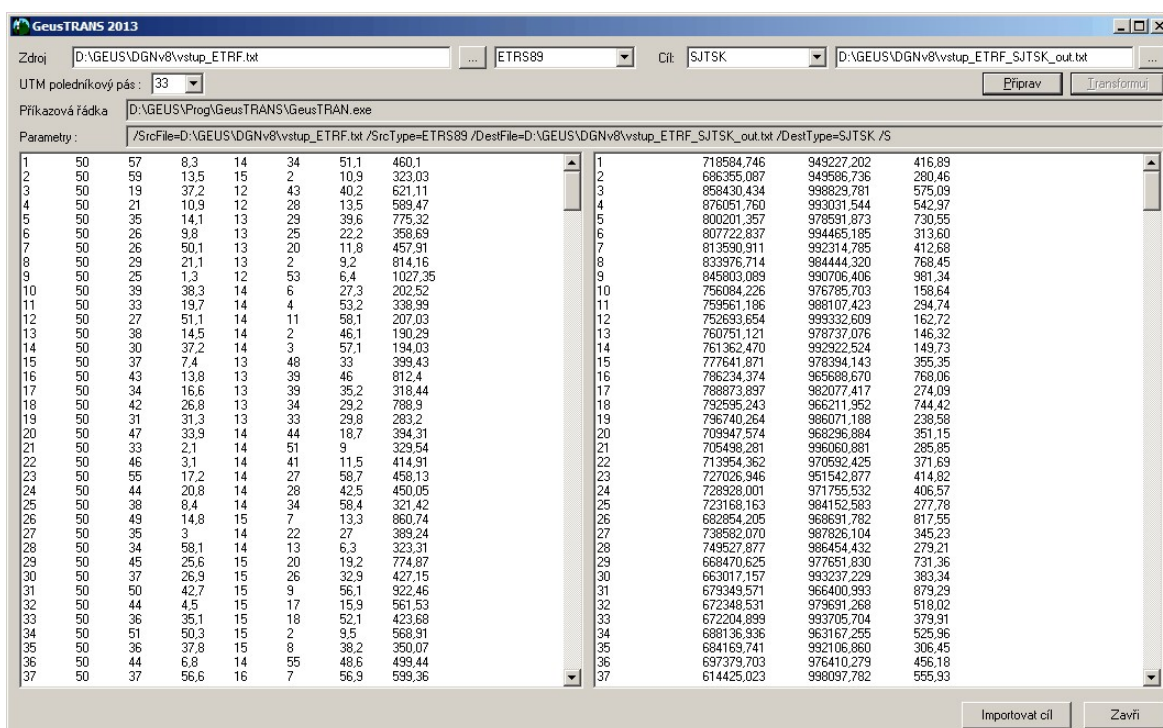 GeusTRANS 2013
Zdroj D:\GEUS\DGNv8\vstup_ETRF.txt ... ETRS89 Cíl: SJTSK D:\GEUS\DGNv8\vstup_ETRF_SJTSK_out.txt ...
UTM poledníkový pás : 33 Připrav Transformuj
Příkazová řádka D:\GEUS\Prog\GeusTRANS\GeusTRAN.exe
Parametry : /SrcFile=D:\GEUS\DGNv8\vstup_ETRF.txt /SrcType=ETRS89 /DestFile=D:\GEUS\DGNv8\vstup_ETRF_SJTSK_out.txt /DestType=SJTSK /S
1 50 57 8,3 14 34 51,1 460,1
2 50 59 13,5 15 2 10,9 323,03
3 50 19 37,2 12 43 40,2 621,11
4 50 21 10,9 12 28 13,5 589,47
5 50 35 14,1 13 29 39,6 775,32
6 50 26 9,8 13 25 22,2 358,69
7 50 26 50,1 13 20 11,8 457,91
8 50 29 21,1 13 2 9,2 814,16
9 50 25 1,3 12 53 6,4 1027,35
10 50 39 38,3 14 6 27,3 202,52
11 50 33 19,7 14 4 53,2 338,99
12 50 27 51,1 14 11 58,1 207,03
13 50 38 14,5 14 2 46,1 190,29
14 50 30 37,2 14 3 57,1 194,03
15 50 37 7,4 13 48 33 399,43
16 50 43 13,8 13 39 46 812,4
17 50 34 16,6 13 39 35,2 318,44
18 50 42 26,8 13 34 29,2 788,9
19 50 31 31,3 13 33 29,8 283,2
20 50 47 33,9 14 44 18,7 394,31
21 50 33 2,1 14 51 9 329,54
22 50 46 3,1 14 41 11,5 414,91
23 50 55 17,2 14 27 58,7 458,13
24 50 44 20,8 14 28 42,5 450,05
25 50 38 8,4 14 34 58,4 321,42
26 50 49 14,8 15 7 13,3 860,74
27 50 35 3 14 22 27 389,24
28 50 34 58,1 14 13 6,3 323,31
29 50 45 25,6 15 20 19,2 774,87
30 50 37 26,9 15 26 32,9 427,15
31 50 50 42,7 15 9 56,1 922,46
32 50 44 4,5 15 17 15,9 561,53
33 50 36 35,1 15 18 52,1 423,68
34 50 51 50,3 15 2 9,5 568,91
35 50 36 37,8 15 8 38,2 350,07
36 50 44 6,8 14 55 48,6 499,44
37 50 37 56,6 16 7 56,9 599,36
1 718584,746 949227,202 416,89
2 686355,087 949586,736 280,46
3 858430,434 998829,781 575,09
4 876051,760 993031,544 542,97
5 800201,357 978591,873 730,55
6 807722,837 994465,185 313,60
7 813590,911 992314,785 412,68
8 833976,714 984444,320 768,45
9 845803,089 990706,406 981,34
10 756084,226 976785,703 158,64
11 759561,186 988107,423 294,74
12 752693,654 999332,609 162,72
13 760751,121 978737,076 146,32
14 761362,470 992922,524 149,73
15 777641,871 978394,143 355,35
16 786234,374 965688,670 768,06
17 788873,897 982077,417 274,09
18 792595,243 966211,952 744,42
19 796740,264 986071,188 238,58
20 709947,574 968296,884 351,15
21 705498,281 996060,881 285,85
22 713954,362 970592,425 371,69
23 727026,946 951542,877 414,82
24 728928,001 971755,532 406,57
25 723168,163 984152,583 277,78
26 682854,205 968691,782 817,55
27 738582,070 987826,104 345,23
28 749527,877 986454,432 279,21
29 668470,625 977651,830 731,36
30 663017,157 993237,229 383,34
31 679349,571 966400,993 879,29
32 672348,531 979691,268 518,02
33 672204,899 993705,704 379,91
34 688136,936 963167,255 525,96
35 684169,741 992106,860 306,45
36 697379,703 976410,279 456,18
37 614425,023 998097,782 555,93
Importovat cíl Zavři